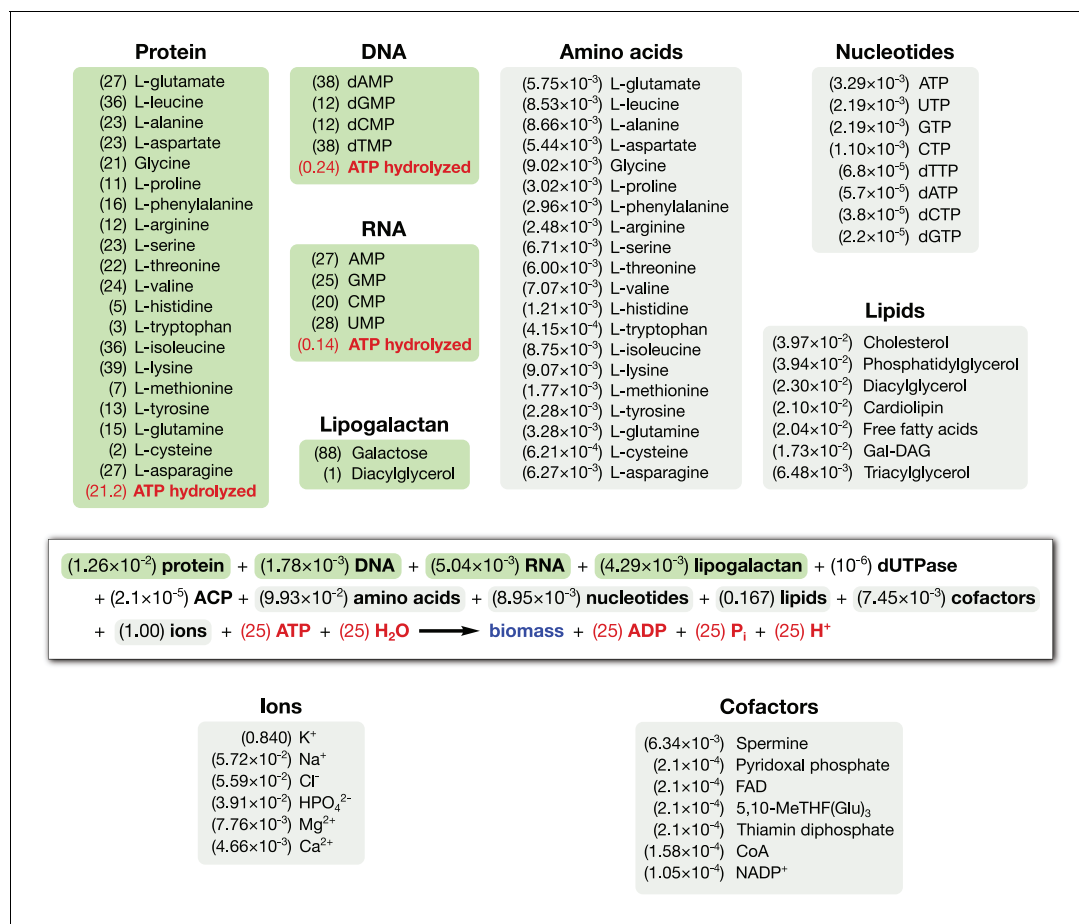 Protein
(27) L-glutamate
(36) L-leucine
(23) L-alanine
(23) L-aspartate
(21) Glycine
(11) L-proline
(16) L-phenylalanine
(12) L-arginine
(23) L-serine
(22) L-threonine
(24) L-valine
(5) L-histidine
(3) L-tryptophan
(36) L-isoleucine
(39) L-lysine
(7) L-methionine
(13) L-tyrosine
(15) L-glutamine
(2) L-cysteine
(27) L-asparagine
(21.2) ATP hydrolyzed
DNA
(38) dAMP
(12) dGMP
(12) dCMP
(38) dTMP
(0.24) ATP hydrolyzed
RNA
(27) AMP
(25) GMP
(20) CMP
(28) UMP
(0.14) ATP hydrolyzed
Lipogalactan
(88) Galactose
(1) Diacylglycerol
Amino acids
(5.75×10⁻³) L-glutamate
(8.53×10⁻³) L-leucine
(8.66×10⁻³) L-alanine
(5.44×10⁻³) L-aspartate
(9.02×10⁻³) Glycine
(3.02×10⁻³) L-proline
(2.96×10⁻³) L-phenylalanine
(2.48×10⁻³) L-arginine
(6.71×10⁻³) L-serine
(6.00×10⁻³) L-threonine
(7.07×10⁻³) L-valine
(1.21×10⁻³) L-histidine
(4.15×10⁻⁴) L-tryptophan
(8.75×10⁻³) L-isoleucine
(9.07×10⁻³) L-lysine
(1.77×10⁻³) L-methionine
(2.28×10⁻³) L-tyrosine
(3.28×10⁻³) L-glutamine
(6.21×10⁻⁴) L-cysteine
(6.27×10⁻³) L-asparagine
Nucleotides
(3.29×10⁻³) ATP
(2.19×10⁻³) UTP
(2.19×10⁻³) GTP
(1.10×10⁻³) CTP
(6.8×10⁻⁵) dTTP
(5.7×10⁻⁵) dATP
(3.8×10⁻⁵) dCTP
(2.2×10⁻⁵) dGTP
Lipids
(3.97×10⁻²) Cholesterol
(3.94×10⁻²) Phosphatidylglycerol
(2.30×10⁻²) Diacylglycerol
(2.10×10⁻²) Cardiolipin
(2.04×10⁻²) Free fatty acids
(1.73×10⁻²) Gal-DAG
(6.48×10⁻³) Triacylglycerol
(1.26×10⁻²) protein + (1.78×10⁻³) DNA + (5.04×10⁻³) RNA + (4.29×10⁻³) lipogalactan + (10⁻⁶) dUTPase
+ (2.1×10⁻⁵) ACP + (9.93×10⁻²) amino acids + (8.95×10⁻³) nucleotides + (0.167) lipids + (7.45×10⁻³) cofactors
+ (1.00) ions + (25) ATP + (25) H₂O → biomass + (25) ADP + (25) Pᵢ + (25) H⁺
Ions
(0.840) K⁺
(5.72×10⁻²) Na⁺
(5.59×10⁻²) Cl⁻
(3.91×10⁻²) HPO₄²⁻
(7.76×10⁻³) Mg²⁺
(4.66×10⁻³) Ca²⁺
Cofactors
(6.34×10⁻³) Spermine
(2.1×10⁻⁴) Pyridoxal phosphate
(2.1×10⁻⁴) FAD
(2.1×10⁻⁴) 5,10-MeTHF(Glu)₃
(2.1×10⁻⁴) Thiamin diphosphate
(1.58×10⁻⁴) CoA
(1.05×10⁻⁴) NADP⁺